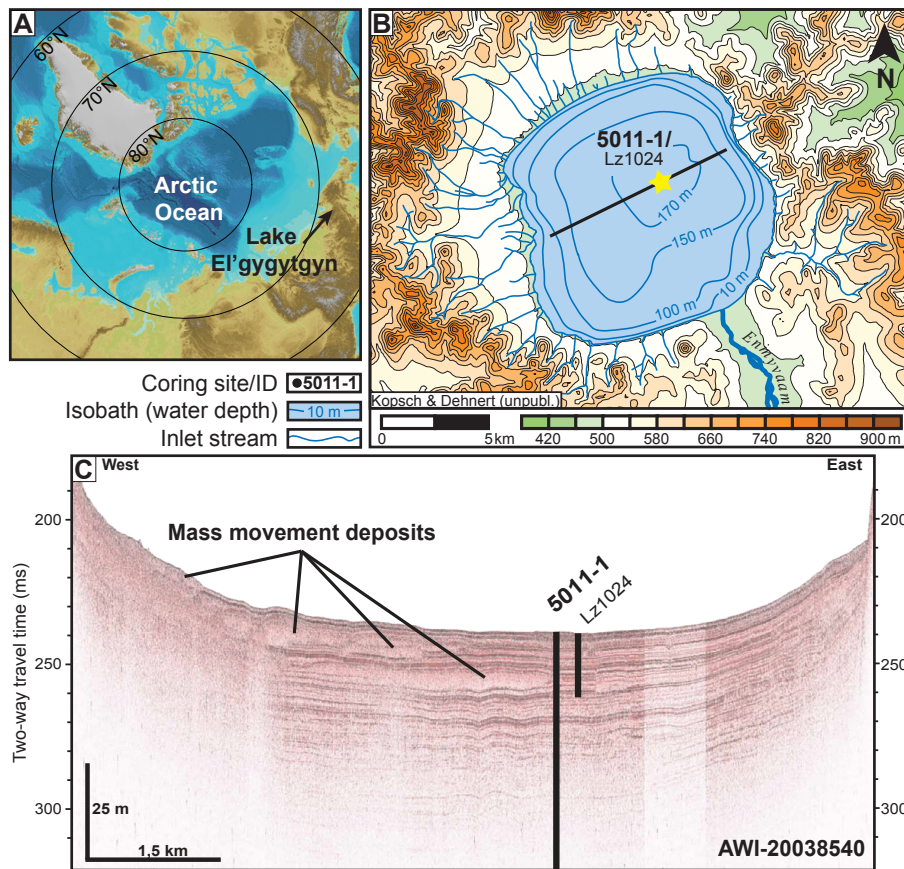 A
60°N
70°N
80°N
Arctic
Ocean
Lake
El'gygytgyn
Coring site/ID
5011-1
Isobath (water depth)
10 m
Inlet stream
B
N
5011-1/
Lz1024
170 m
150 m
100 m
10 m
Enmyvaam
Kopsch & Dehnert (unpubl.)
0
5 km
420
500
580
660
740
820
900 m
C
West
East
Mass movement deposits
5011-1
Lz1024
Two-way travel time (ms)
200
250
300
200
250
300
25 m
1,5 km
AWI-20038540